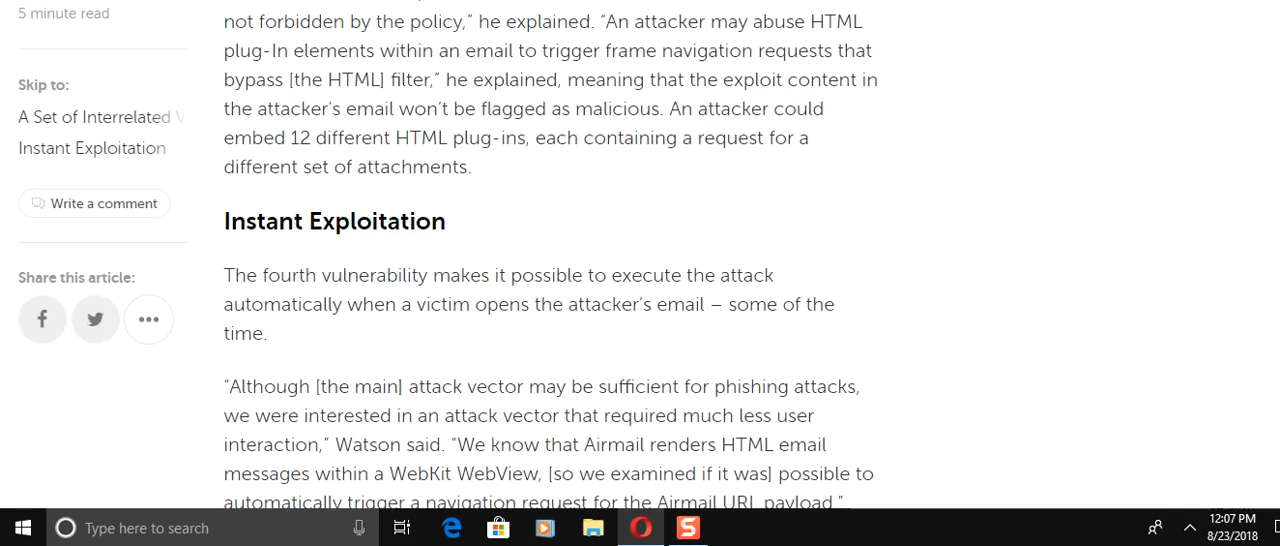 5 minute read
Skip to:
A Set of Interrelated V
Instant Exploitation
Write a comment
Share this article:
not forbidden by the policy,” he explained. “An attacker may abuse HTML
plug-In elements within an email to trigger frame navigation requests that
bypass [the HTML] filter,” he explained, meaning that the exploit content in
the attacker’s email won’t be flagged as malicious. An attacker could
embed 12 different HTML plug-ins, each containing a request for a
different set of attachments.
Instant Exploitation
The fourth vulnerability makes it possible to execute the attack
automatically when a victim opens the attacker’s email – some of the
time.
“Although [the main] attack vector may be sufficient for phishing attacks,
we were interested in an attack vector that required much less user
interaction,” Watson said. “We know that Airmail renders HTML email
messages within a WebKit WebView, [so we examined if it was] possible to
automatically trigger a navigation request for the Airmail URL payload.”
Type here to search
12:07 PM
8/23/2018